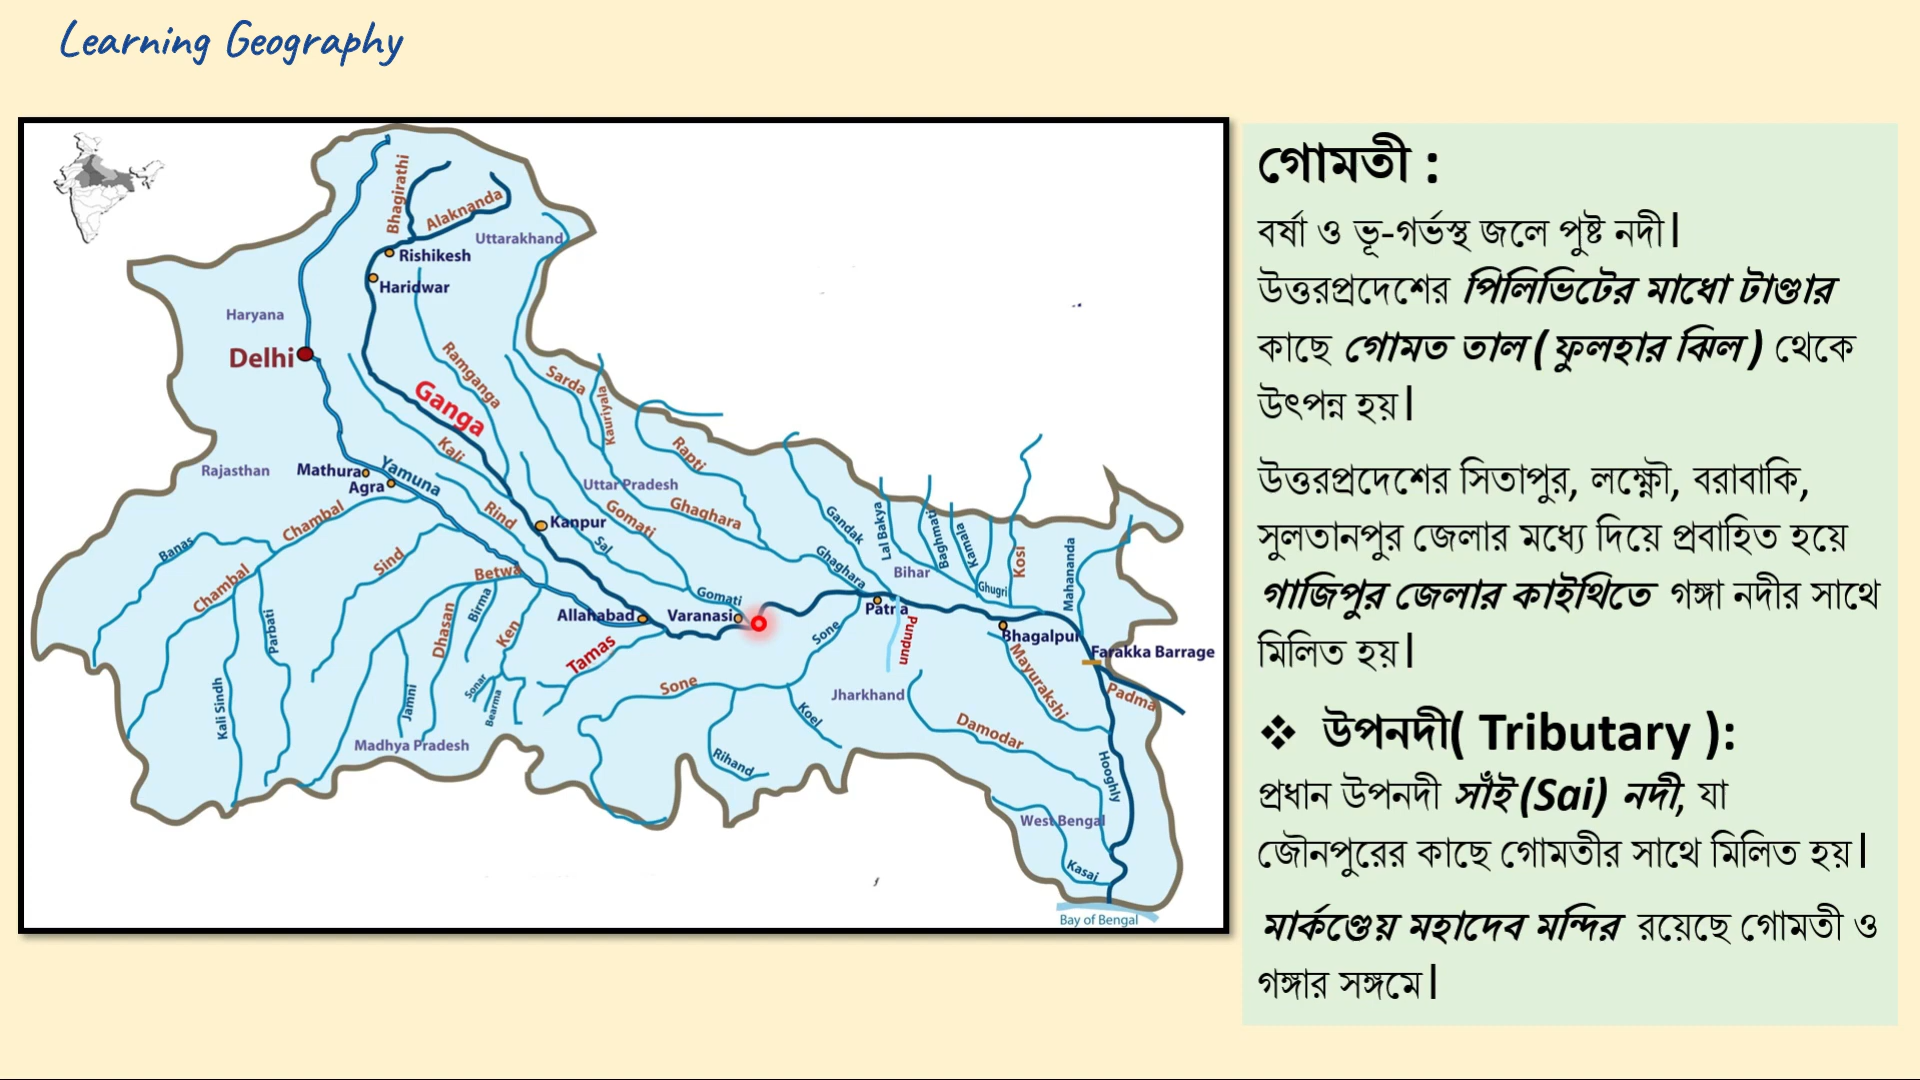 Learning Geography
Bhagirathi
Alaknanda
Uttarakhand
Rishikesh
Haridwar
Haryana
Delhi
Ramganga
Ganga
Sarda
Kauriyala
Kali
Rapti
Rajasthan
Mathura
Agra
Yamuna
Uttar Pradesh
Chambal
Rind
Kanpur
Gomati
Ghaghara
Sal
Gandak
Lal Bakya
Baghmati
Kamala
Kosi
Mahananda
Banas
Chambal
Sind
Betwa
Ghaghara
Bihar
Ghugri
Parbati
Dhasan
Birma
Ken
Allahabad
Varanasi
Gomati
Patna
Sone
Punpun
Bhagalpur
Farakka Barrage
Tamas
Mayurakshi
Padma
Kali Sindh
Jamni
Sonar
Bearma
Sone
Koel
Jharkhand
Damodar
Madhya Pradesh
Rihand
Hooghly
West Bengal
Kasai
Bay of Bengal
গোমতী :
বর্ষা ও ভূ-গর্ভস্থ জলে পুষ্ট নদী।
উত্তরপ্রদেশের পিলিভিটের মাধো টাণ্ডার
কাছে গোমত তাল ( ফুলহার ঝিল ) থেকে
উৎপন্ন হয়।
উত্তরপ্রদেশের সিতাপুর, লক্ষ্ণৌ, বরাবাকি,
সুলতানপুর জেলার মধ্যে দিয়ে প্রবাহিত হয়ে
গাজিপুর জেলার কাইথিতে গঙ্গা নদীর সাথে
মিলিত হয়।
❖ উপনদী( Tributary ):
প্রধান উপনদী সাঁই (Sai) নদী, যা
জৌনপুরের কাছে গোমতীর সাথে মিলিত হয়।
মার্কণ্ডেয় মহাদেব মন্দির রয়েছে গোমতী ও
গঙ্গার সঙ্গমে।